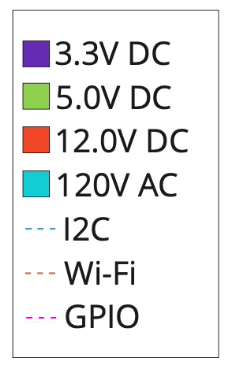 3.3V DC
5.0V DC
12.0V DC
120V AC
I2C
Wi-Fi
GPIO